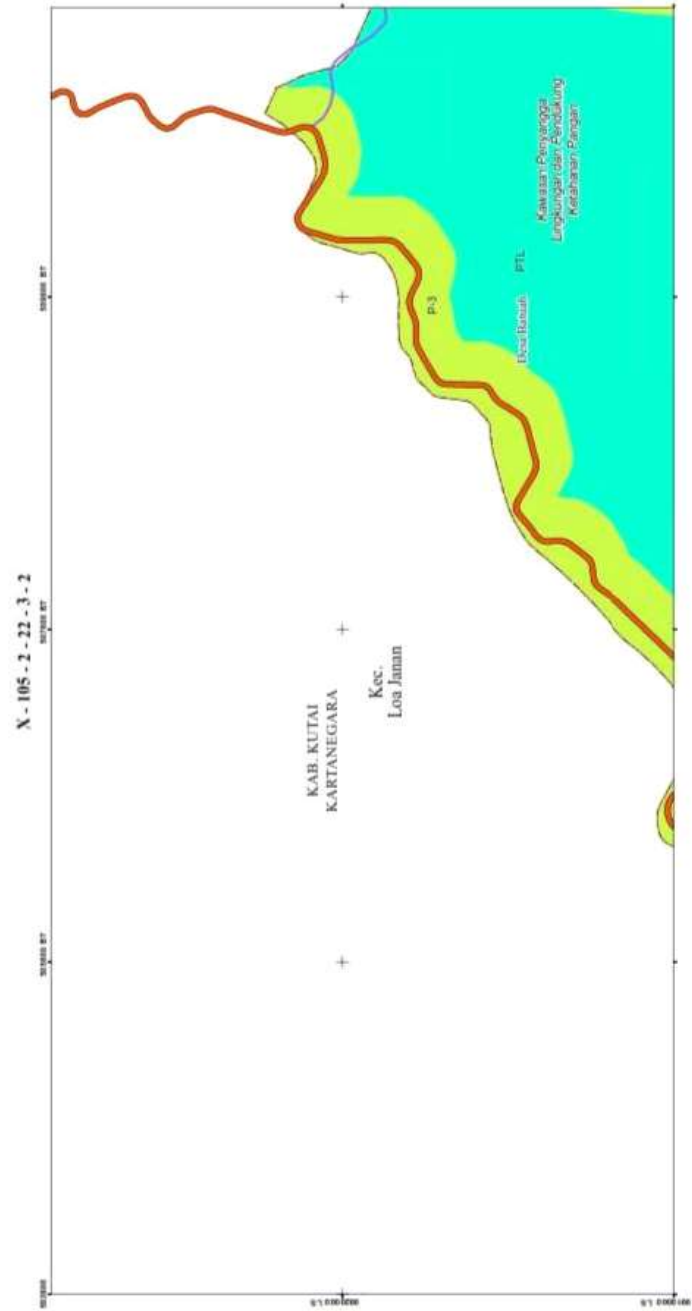 X - 105 - 2 - 22 - 3 - 2
KAB. KUTAI
KARTANEGARA
Kec.
Loa Janan
P-3
Desa Batuah
PTL
Kawasan Penyangga
Lingkungan dan Pendukung
Ketahanan Pangan